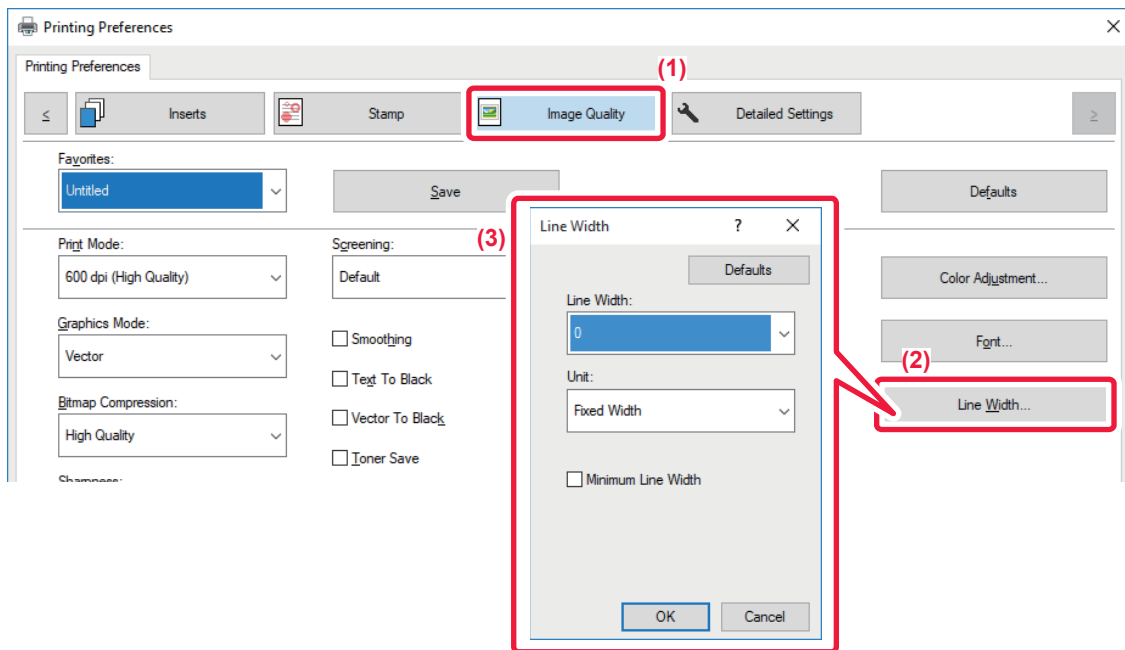 Printing Preferences
Printing Preferences
(1)
≤ Inserts Stamp Image Quality Detailed Settings ≥
Favorites:
Untitled Save Defaults
(3)
Line Width ? ×
Defaults
Line Width:
0
Unit:
Fixed Width
Minimum Line Width
OK Cancel
Print Mode: Screening:
600 dpi (High Quality) Default Color Adjustment...
Graphics Mode:
Vector Smoothing Font...
Text To Black
(2)
Bitmap Compression: Line Width...
High Quality Vector To Black
Toner Save
Sharpness: